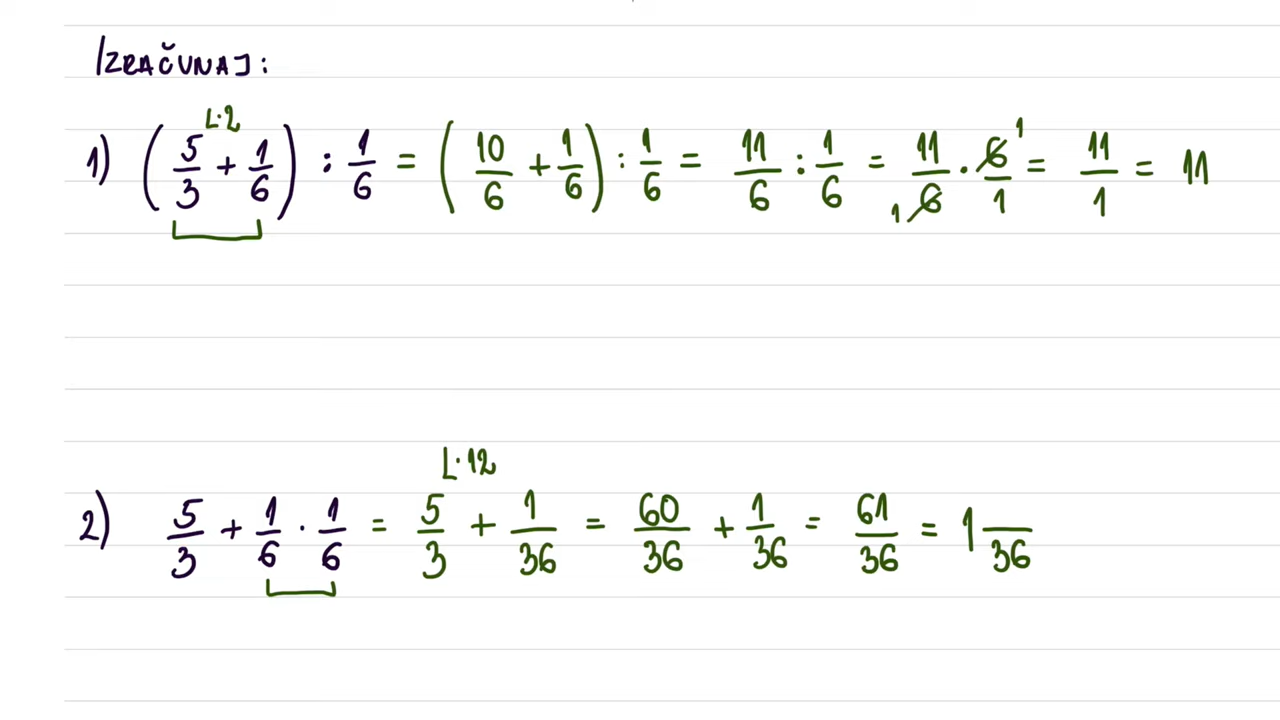 IZRAČUNAJ:
L·2
1) (5/3 + 1/6) : 1/6 = (10/6 + 1/6) : 1/6 = 11/6 : 1/6 = 11/6 · 6/1 = 11/1 = 11
1 1
L·12
2) 5/3 + 1/6 · 1/6 = 5/3 + 1/36 = 60/36 + 1/36 = 61/36 = 1 /36